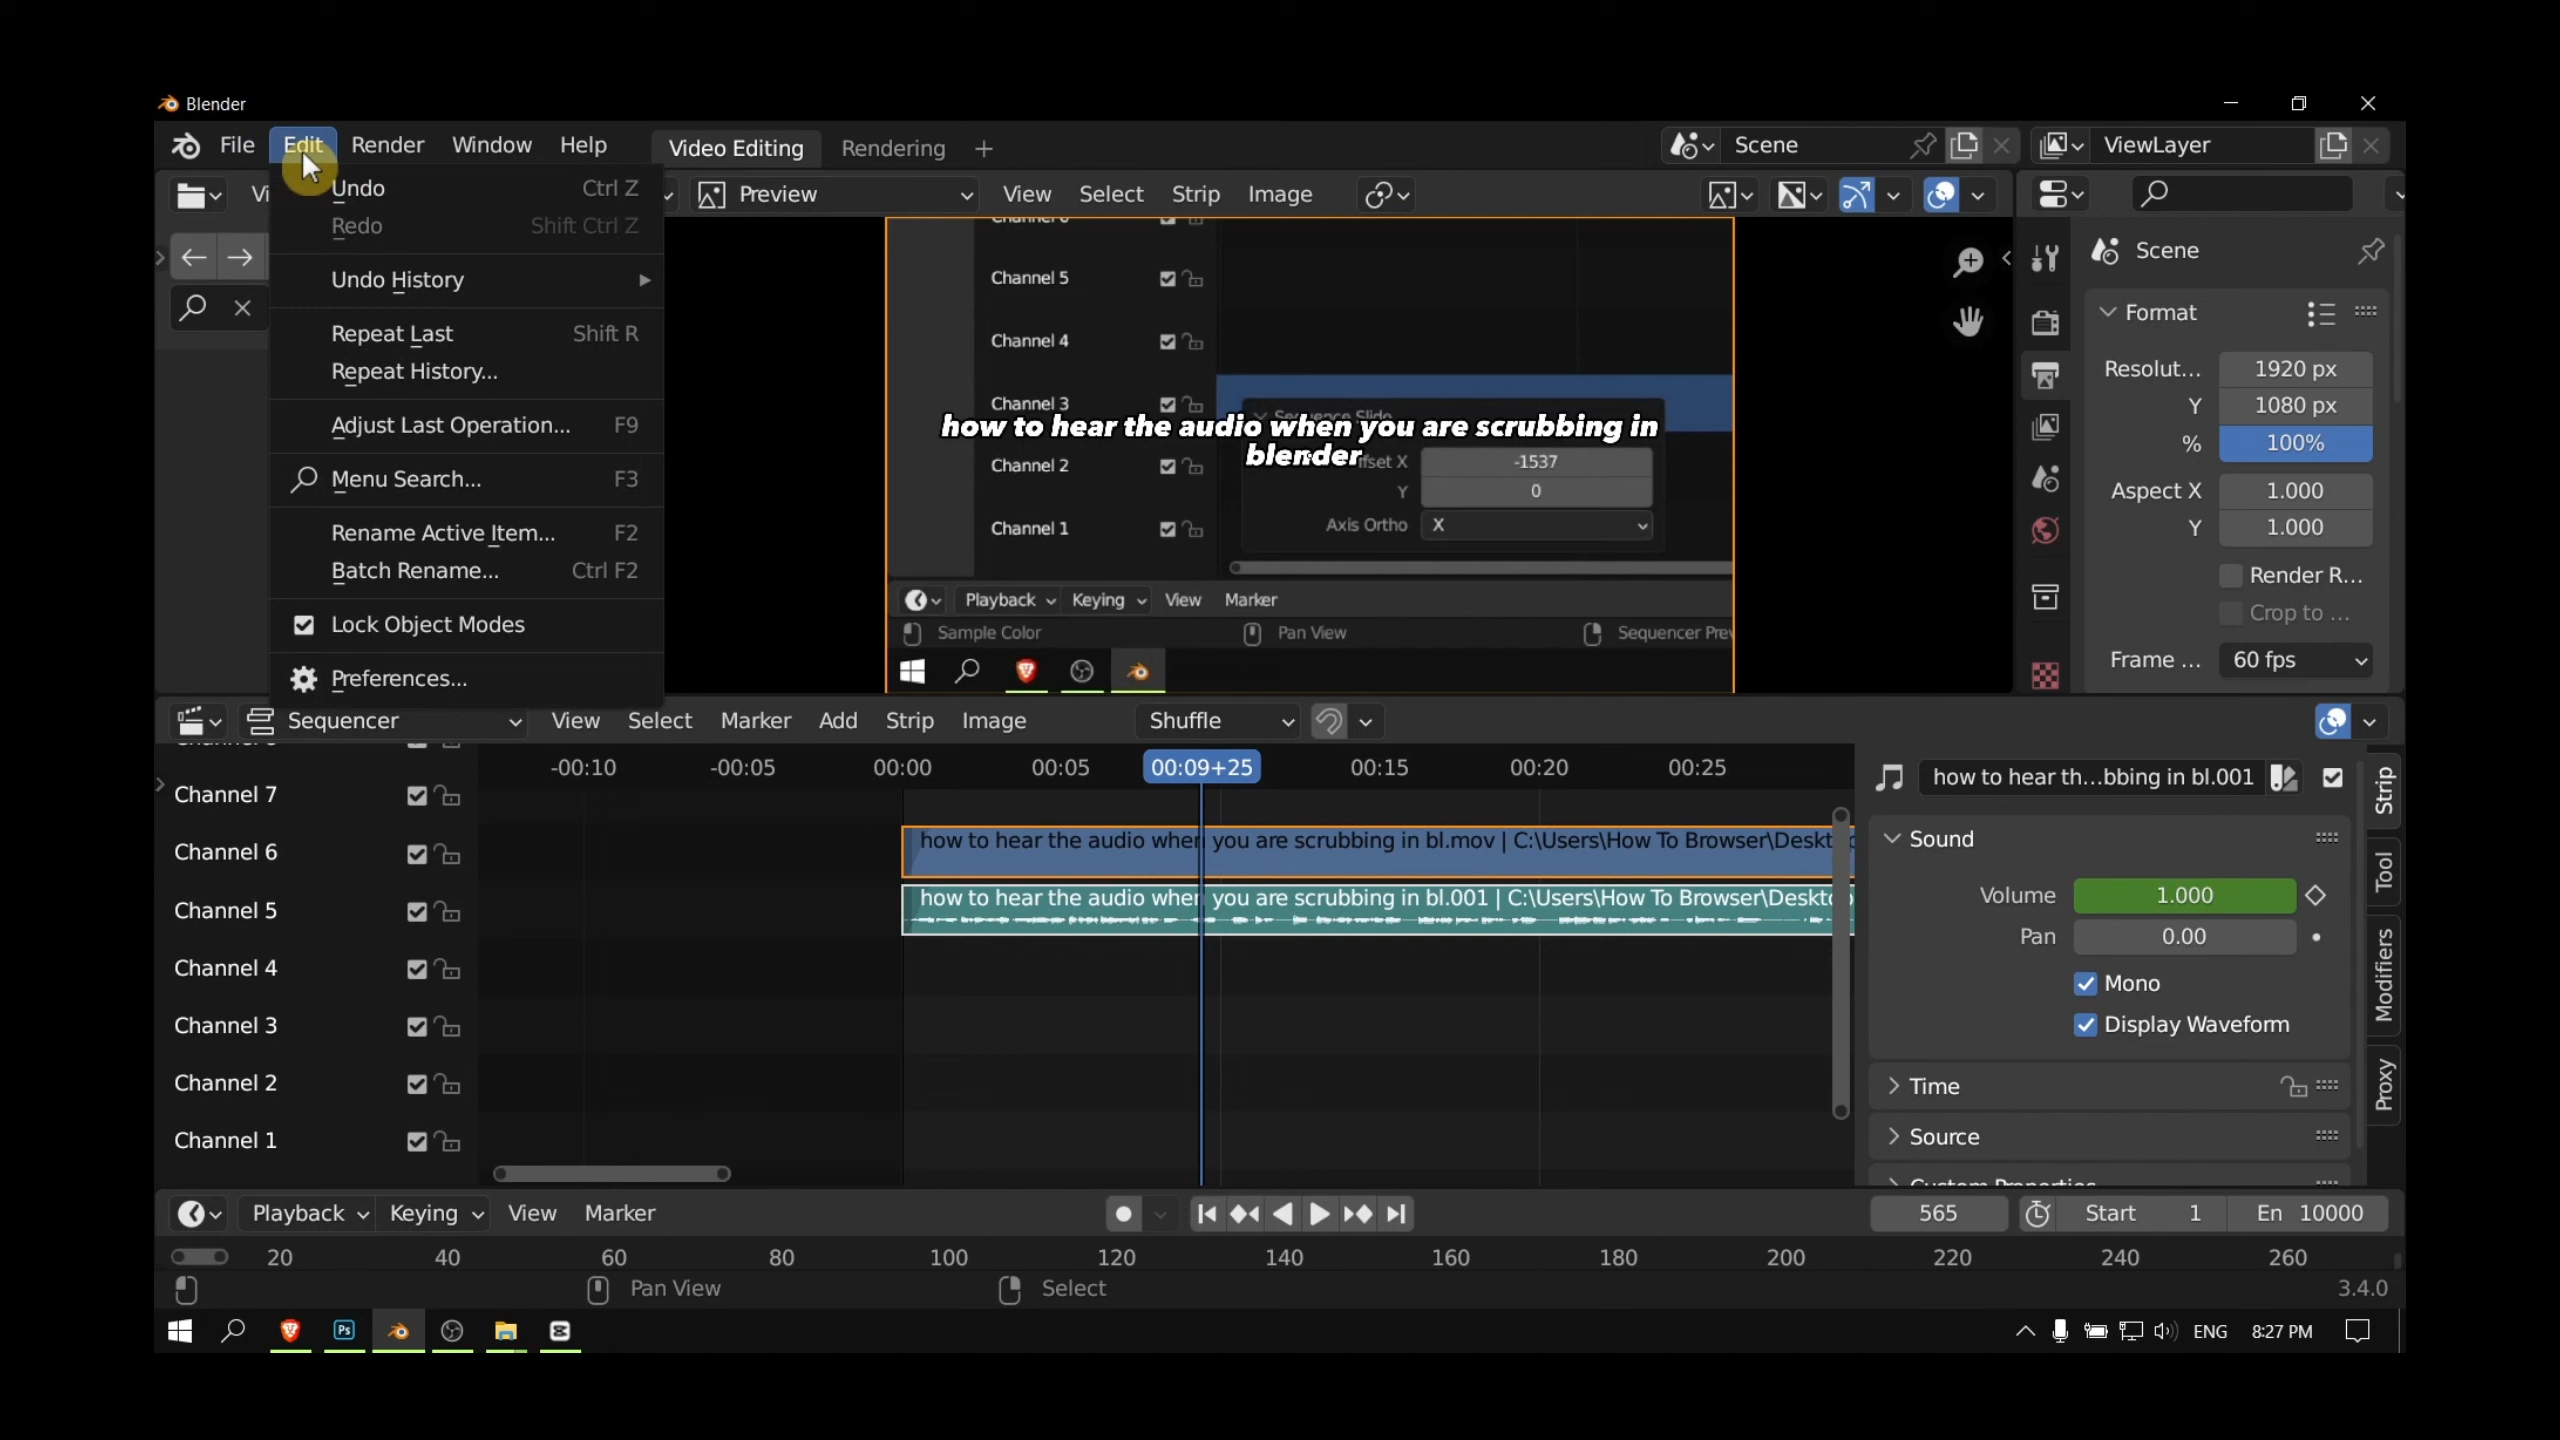 Blender
File Edit Render Window Help Video Editing Rendering + Scene ViewLayer
Vi Preview View Select Strip Image
Undo Ctrl Z
Redo Shift Ctrl Z
Undo History
Repeat Last Shift R
Repeat History...
Adjust Last Operation... F9
Menu Search... F3
Rename Active Item... F2
Batch Rename... Ctrl F2
Lock Object Modes
Preferences...
Channel 5
Channel 4
Channel 3
Channel 2
Channel 1
how to hear the audio when you are scrubbing in
blender
-1537
Y 0
Axis Ortho X
Playback Keying View Marker
Sample Color Pan View Sequencer Prev
Scene
Format
Resolut... 1920 px
Y 1080 px
% 100%
Aspect X 1.000
Y 1.000
Render R...
Crop to ...
Frame ... 60 fps
Sequencer View Select Marker Add Strip Image Shuffle
-00:10 -00:05 00:00 00:05 00:09+25 00:15 00:20 00:25
Channel 7
Channel 6
Channel 5
Channel 4
Channel 3
Channel 2
Channel 1
how to hear the audio when you are scrubbing in bl.mov | C:\Users\How To Browser\Deskt
how to hear the audio when you are scrubbing in bl.001 | C:\Users\How To Browser\Deskto
how to hear th...bbing in bl.001
Sound
Volume 1.000
Pan 0.00
Mono
Display Waveform
Time
Source
Strip
Tool
Modifiers
Proxy
Playback Keying View Marker 565 Start 1 En 10000
20 40 60 80 100 120 140 160 180 200 220 240 260
Pan View Select 3.4.0
Ps ENG 8:27 PM